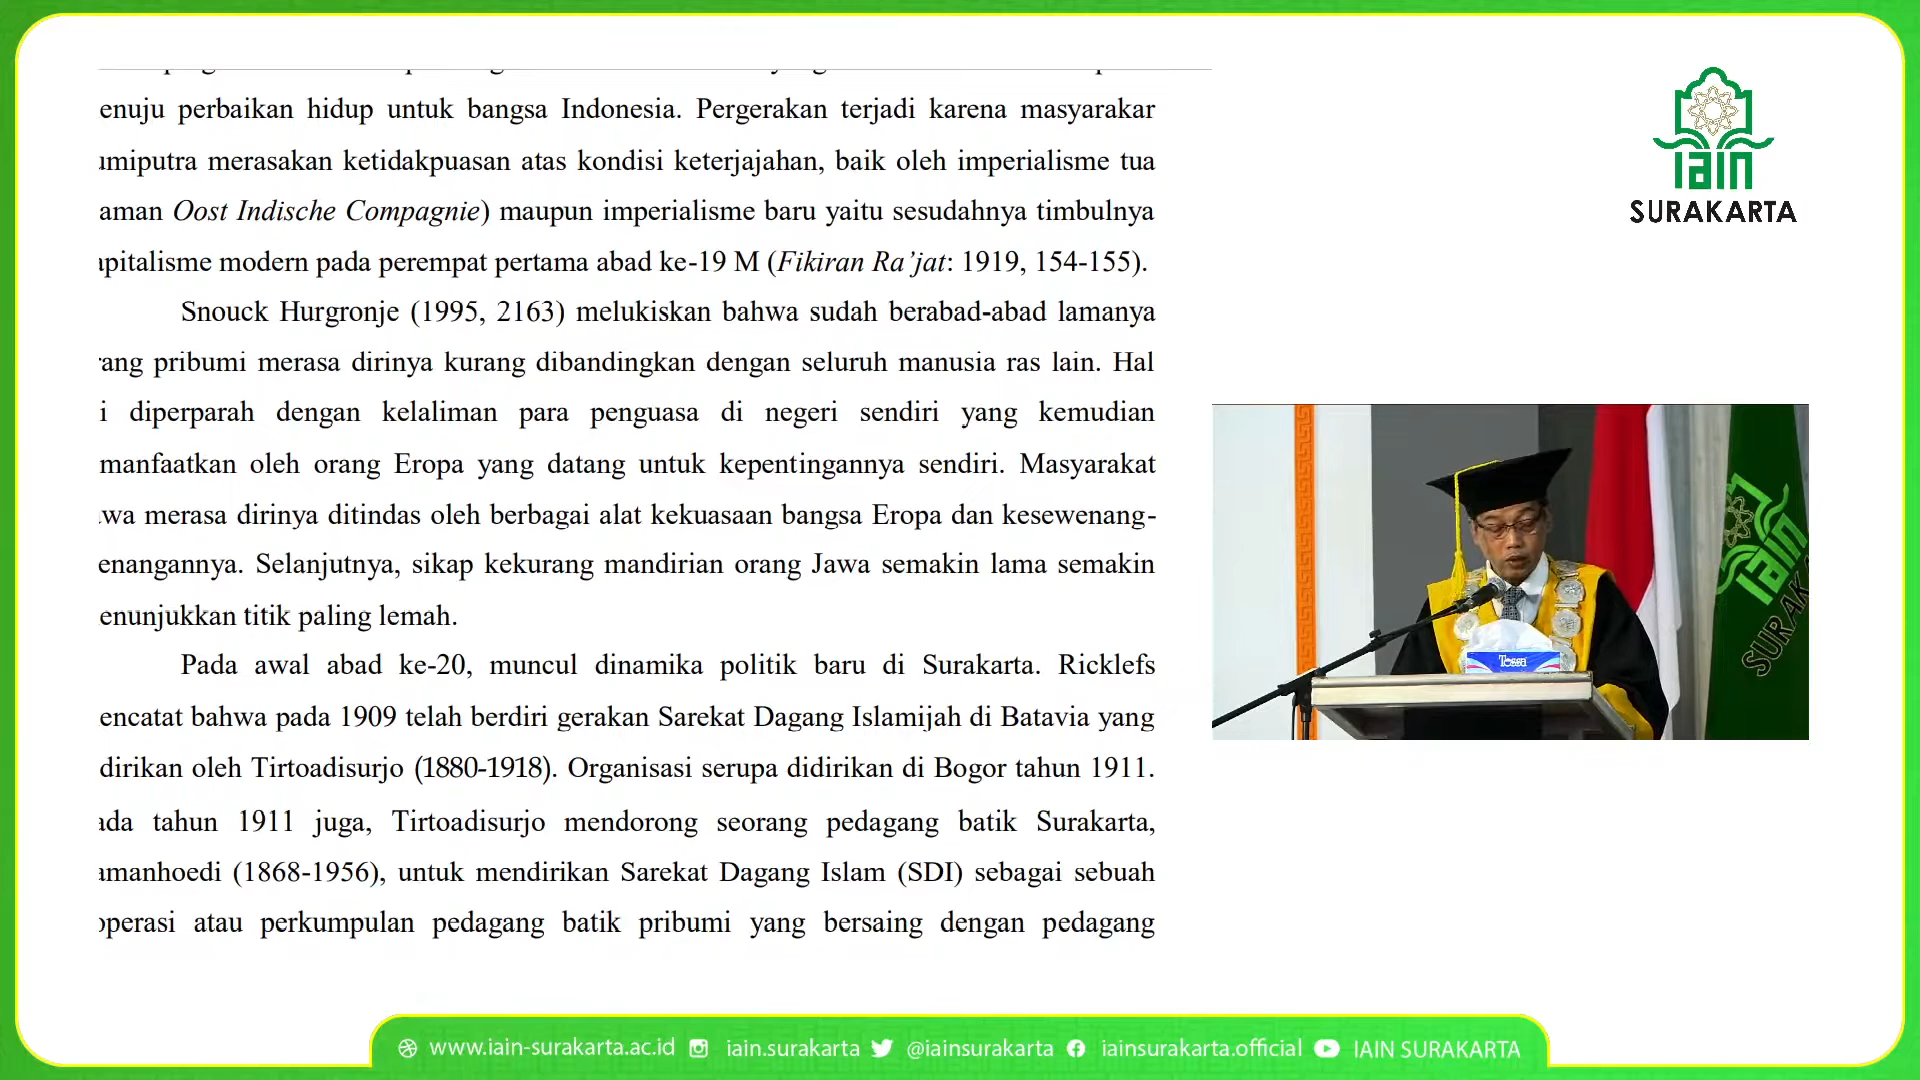 enuju perbaikan hidup untuk bangsa Indonesia. Pergerakan terjadi karena masyarakar
umiputra merasakan ketidakpuasan atas kondisi keterjajahan, baik oleh imperialisme tua
aman Oost Indische Compagnie) maupun imperialisme baru yaitu sesudahnya timbulnya
apitalisme modern pada perempat pertama abad ke-19 M (Fikiran Ra’jat: 1919, 154-155).
Snouck Hurgronje (1995, 2163) melukiskan bahwa sudah berabad-abad lamanya
rang pribumi merasa dirinya kurang dibandingkan dengan seluruh manusia ras lain. Hal
i diperparah dengan kelaliman para penguasa di negeri sendiri yang kemudian
manfaatkan oleh orang Eropa yang datang untuk kepentingannya sendiri. Masyarakat
wa merasa dirinya ditindas oleh berbagai alat kekuasaan bangsa Eropa dan kesewenang-
enangannya. Selanjutnya, sikap kekurang mandirian orang Jawa semakin lama semakin
enunjukkan titik paling lemah.
Pada awal abad ke-20, muncul dinamika politik baru di Surakarta. Ricklefs
encatat bahwa pada 1909 telah berdiri gerakan Sarekat Dagang Islamijah di Batavia yang
dirikan oleh Tirtoadisurjo (1880-1918). Organisasi serupa didirikan di Bogor tahun 1911.
ada tahun 1911 juga, Tirtoadisurjo mendorong seorang pedagang batik Surakarta,
amanhoedi (1868-1956), untuk mendirikan Sarekat Dagang Islam (SDI) sebagai sebuah
operasi atau perkumpulan pedagang batik pribumi yang bersaing dengan pedagang
iain
SURAKARTA
iain
SURAK
Tessa
www.iain-surakarta.ac.id iain.surakarta @iainsurakarta iainsurakarta.official IAIN SURAKARTA